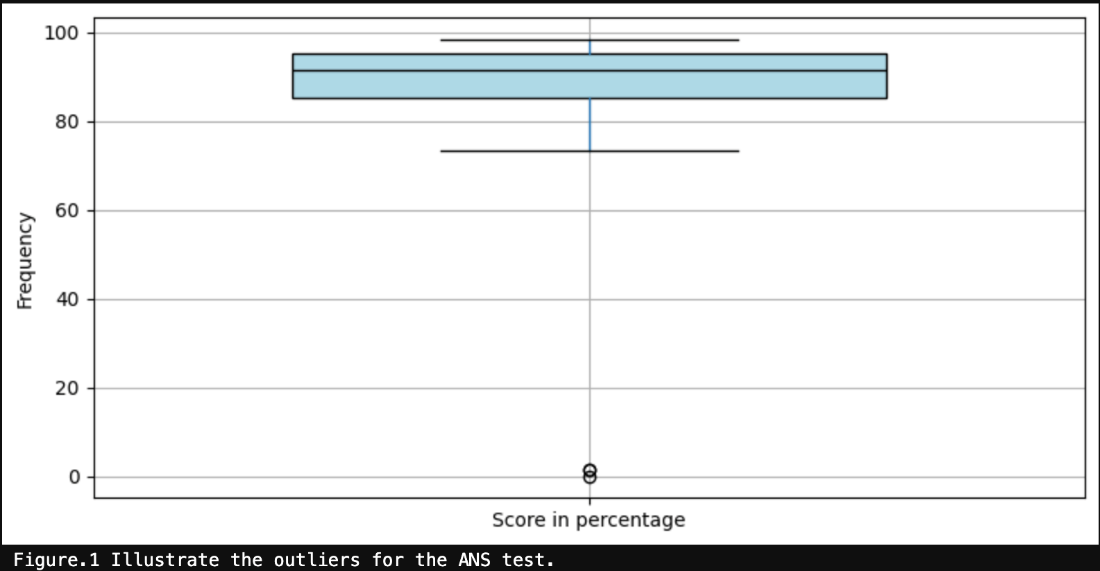 100
80
60
40
20
0
Frequency
Score in percentage
Figure.1 Illustrate the outliers for the ANS test.